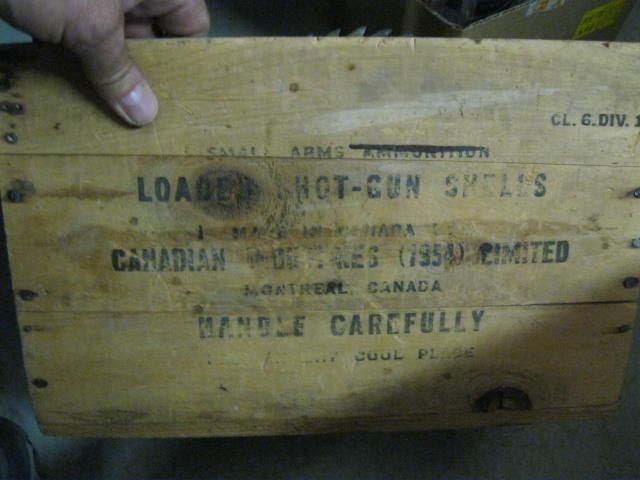 CL. 6. DIV. 1
SMALL ARMS AMMUNITION
LOADED SHOT-GUN SHELLS
MADE IN CANADA
CANADIAN INDUSTRIES (1954) LIMITED
MONTREAL, CANADA
HANDLE CAREFULLY
COOL PLACE